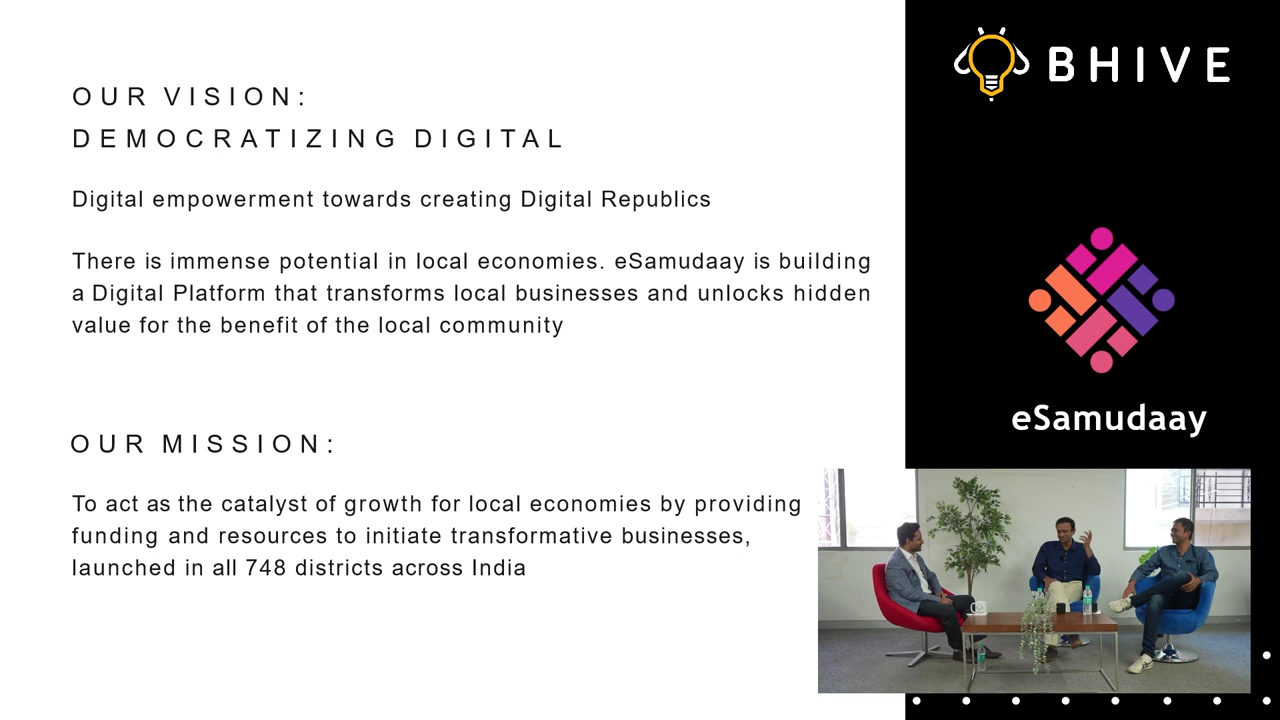 OUR VISION:
DEMOCRATIZING DIGITAL
Digital empowerment towards creating Digital Republics
There is immense potential in local economies. eSamudaay is building
a Digital Platform that transforms local businesses and unlocks hidden
value for the benefit of the local community
OUR MISSION:
To act as the catalyst of growth for local economies by providing
funding and resources to initiate transformative businesses,
launched in all 748 districts across India
BHIVE
eSamudaay